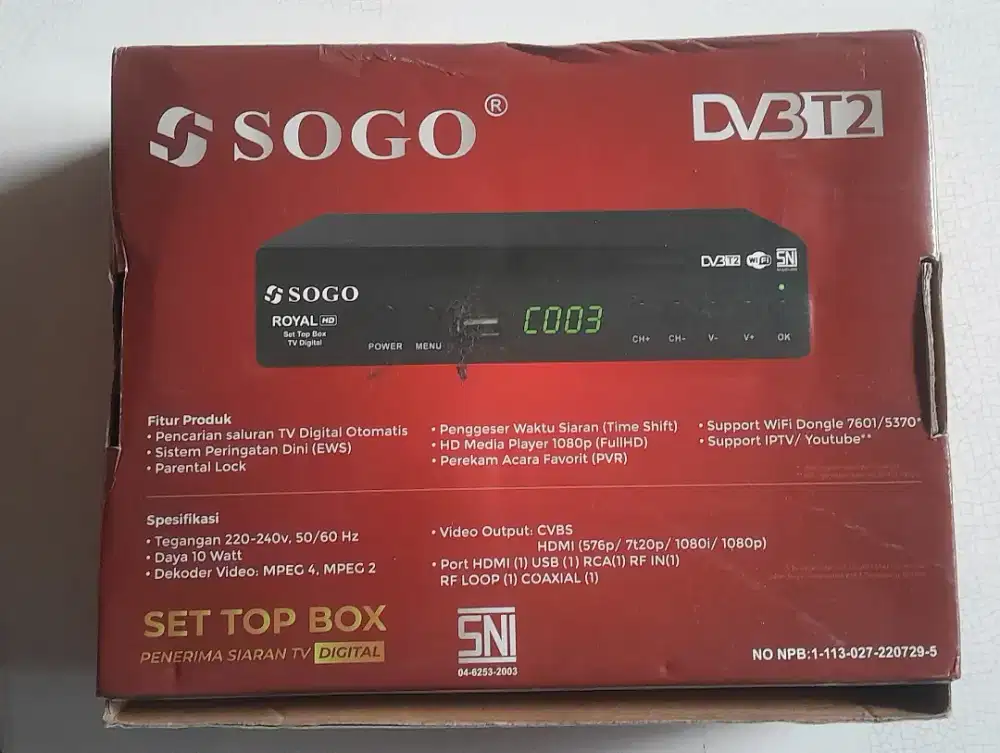 SOGO®
DVB T2
DVB T2 WiFi SNI
SOGO
ROYAL HD
Set Top Box
TV Digital
POWER MENU
C003
CH+ CH- V- V+ OK
Fitur Produk
• Pencarian saluran TV Digital Otomatis
• Sistem Peringatan Dini (EWS)
• Parental Lock
• Penggeser Waktu Siaran (Time Shift)
• HD Media Player 1080p (FullHD)
• Perekam Acara Favorit (PVR)
• Support WiFi Dongle 7601/5370*
• Support IPTV/ Youtube**
Spesifikasi
• Tegangan 220-240v, 50/60 Hz
• Daya 10 Watt
• Dekoder Video: MPEG 4, MPEG 2
• Video Output: CVBS
HDMI (576p/ 7t20p/ 1080i/ 1080p)
• Port HDMI (1) USB (1) RCA(1) RF IN(1)
RF LOOP (1) COAXIAL (1)
SET TOP BOX
PENERIMA SIARAN TV DIGITAL
SNI
04-6253-2003
NO NPB:1-113-027-220729-5